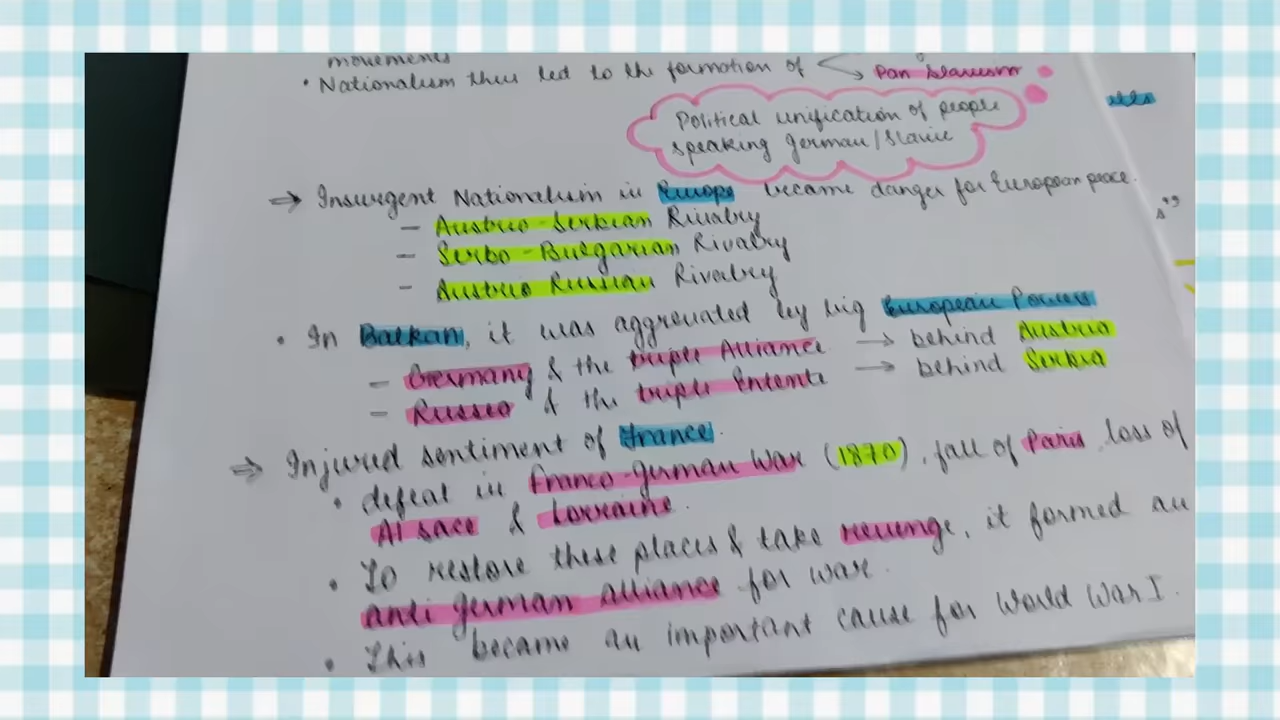 movements
• Nationalism thus led to the formation of → Pan Slavism
Political unification of people
speaking german/Slavic
⇒ Insurgent Nationalism in Europe became danger for European peace.
– Austro-Serbian Rivalry
– Serbo-Bulgarian Rivalry
– Austro Russian Rivalry
• In Balkan, it was aggrevated by big European Powers
– Germany & the triple Alliance → behind Austria
– Russia & the triple Entente → behind Serbia
⇒ Injured sentiment of France.
• defeat in Franco-german War (1870), fall of Paris, loss of
Alsace & Lorraine.
• To restore these places & take revenge, it formed an
anti german alliance for war.
• This became an important cause for World War I.